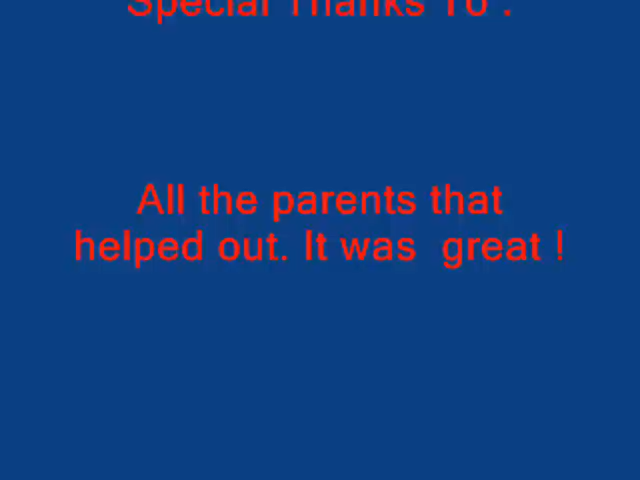 Special Thanks To :
All the parents that
helped out. It was  great !